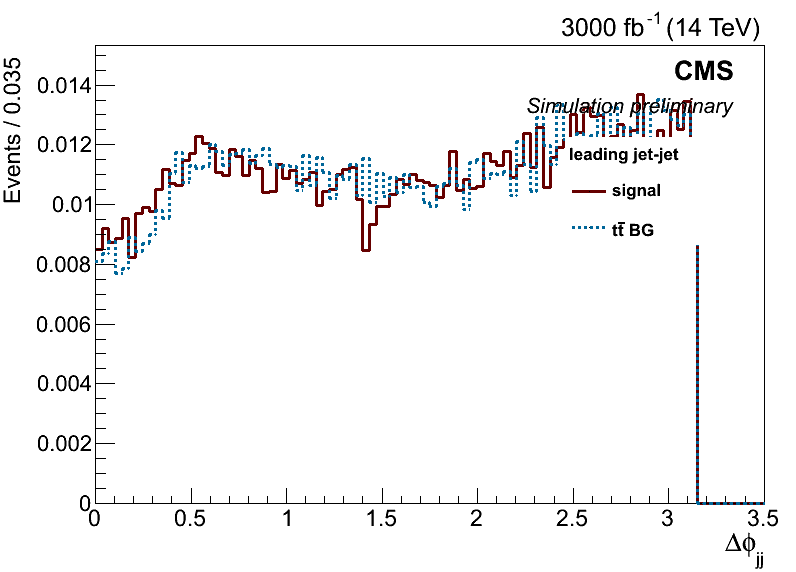 3000 fb⁻¹ (14 TeV)
CMS
Simulation preliminary
leading jet-jet
signal
tt̄ BG
Events / 0.035
0.014
0.012
0.01
0.008
0.006
0.004
0.002
0
0 0.5 1 1.5 2 2.5 3 3.5
Δϕjj